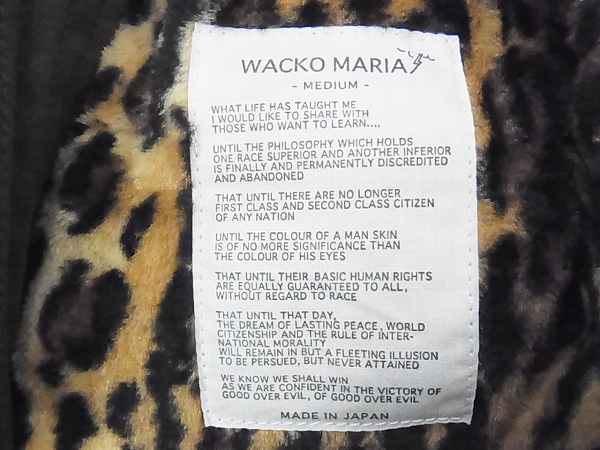 WACKO MARIA
- MEDIUM -
WHAT LIFE HAS TAUGHT ME
I WOULD LIKE TO SHARE WITH
THOSE WHO WANT TO LEARN....
UNTIL THE PHILOSOPHY WHICH HOLDS
ONE RACE SUPERIOR AND ANOTHER INFERIOR
IS FINALLY AND PERMANENTLY DISCREDITED
AND ABANDONED
THAT UNTIL THERE ARE NO LONGER
FIRST CLASS AND SECOND CLASS CITIZEN
OF ANY NATION
UNTIL THE COLOUR OF A MAN SKIN
IS OF NO MORE SIGNIFICANCE THAN
THE COLOUR OF HIS EYES
THAT UNTIL THEIR BASIC HUMAN RIGHTS
ARE EQUALLY GUARANTEED TO ALL,
WITHOUT REGARD TO RACE
THAT UNTIL THAT DAY,
THE DREAM OF LASTING PEACE, WORLD
CITIZENSHIP AND THE RULE OF INTER-
NATIONAL MORALITY
WILL REMAIN IN BUT A FLEETING ILLUSION
TO BE PERSUED, BUT NEVER ATTAINED
WE KNOW WE SHALL WIN
AS WE ARE CONFIDENT IN THE VICTORY OF
GOOD OVER EVIL, OF GOOD OVER EVIL
MADE IN JAPAN